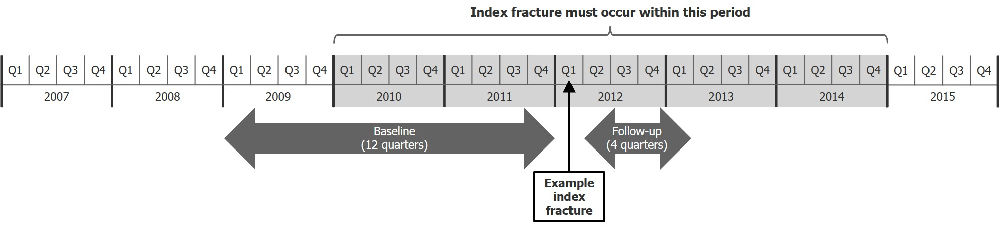 Index fracture must occur within this period
Q1 Q2 Q3 Q4 Q1 Q2 Q3 Q4 Q1 Q2 Q3 Q4 Q1 Q2 Q3 Q4 Q1 Q2 Q3 Q4 Q1 Q2 Q3 Q4 Q1 Q2 Q3 Q4 Q1 Q2 Q3 Q4 Q1 Q2 Q3 Q4
2007 2008 2009 2010 2011 2012 2013 2014 2015
Baseline
(12 quarters)
Follow-up
(4 quarters)
Example
index
fracture